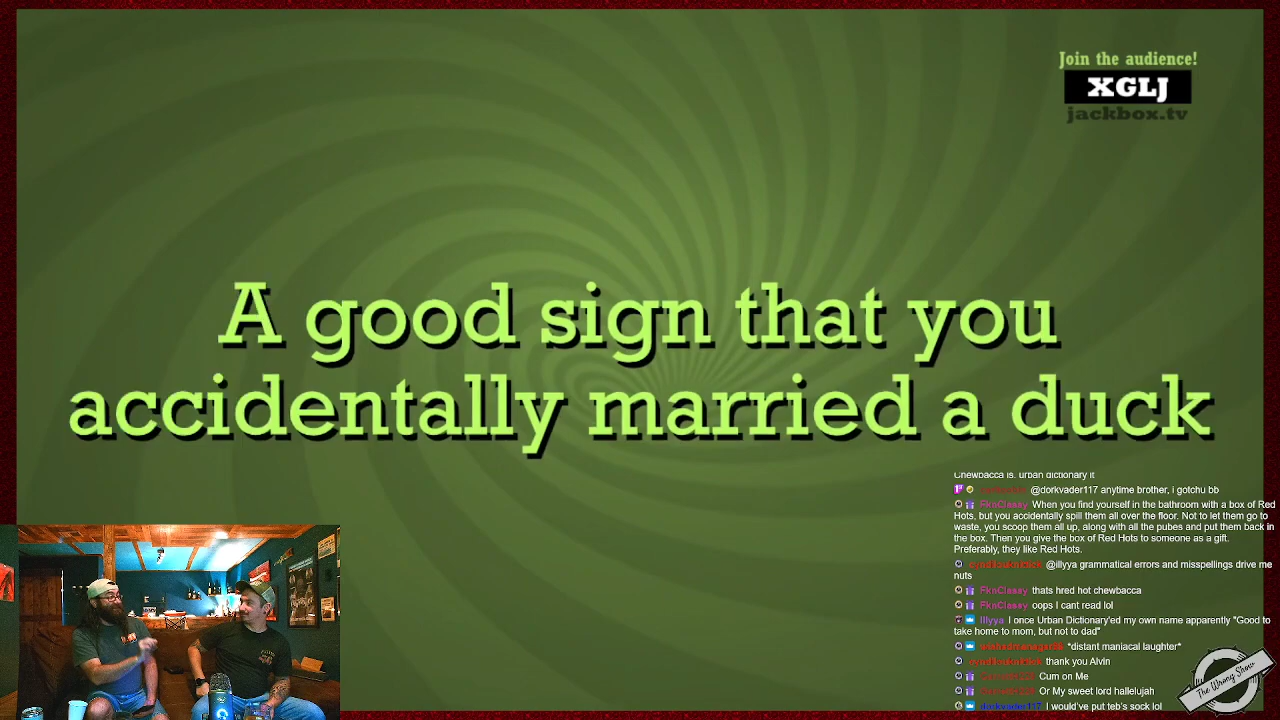 Join the audience!
XGLJ
jackbox.tv
A good sign that you
accidentally married a duck
Chewbacca is. urban dictionary it
@dorkvader117 anytime brother, i gotchu bb
FknClassy When you find yourself in the bathroom with a box of Red
Hots, but you accidentally spill them all over the floor. Not to let them go to
waste, you scoop them all up, along with all the pubes and put them back in
the box. Then you give the box of Red Hots to someone as a gift.
Preferably, they like Red Hots.
@illyya grammatical errors and misspellings drive me
nuts
FknClassy thats hred hot chewbacca
FknClassy oops I cant read lol
Illyya I once Urban Dictionary'ed my own name apparently "Good to
take home to mom, but not to dad"
*distant maniacal laughter*
thank you Alvin
Cum on Me
Or My sweet lord hallelujah
dorkvader117 I would've put teb's sock lol
The Wrong Show